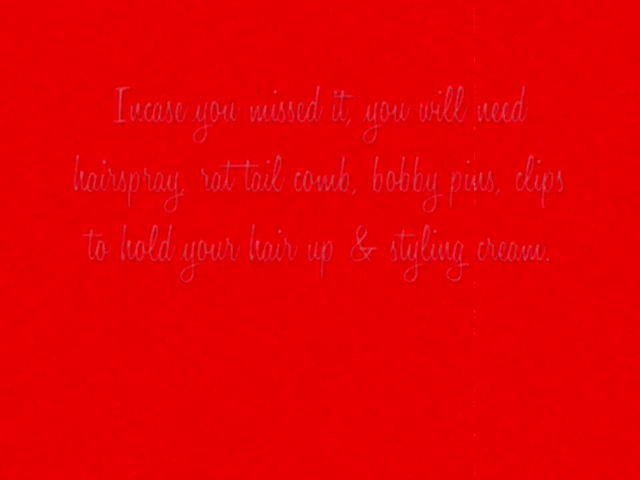 Incase you missed it, you will need
hairspray, rat tail comb, bobby pins, clips
to hold your hair up & styling cream.